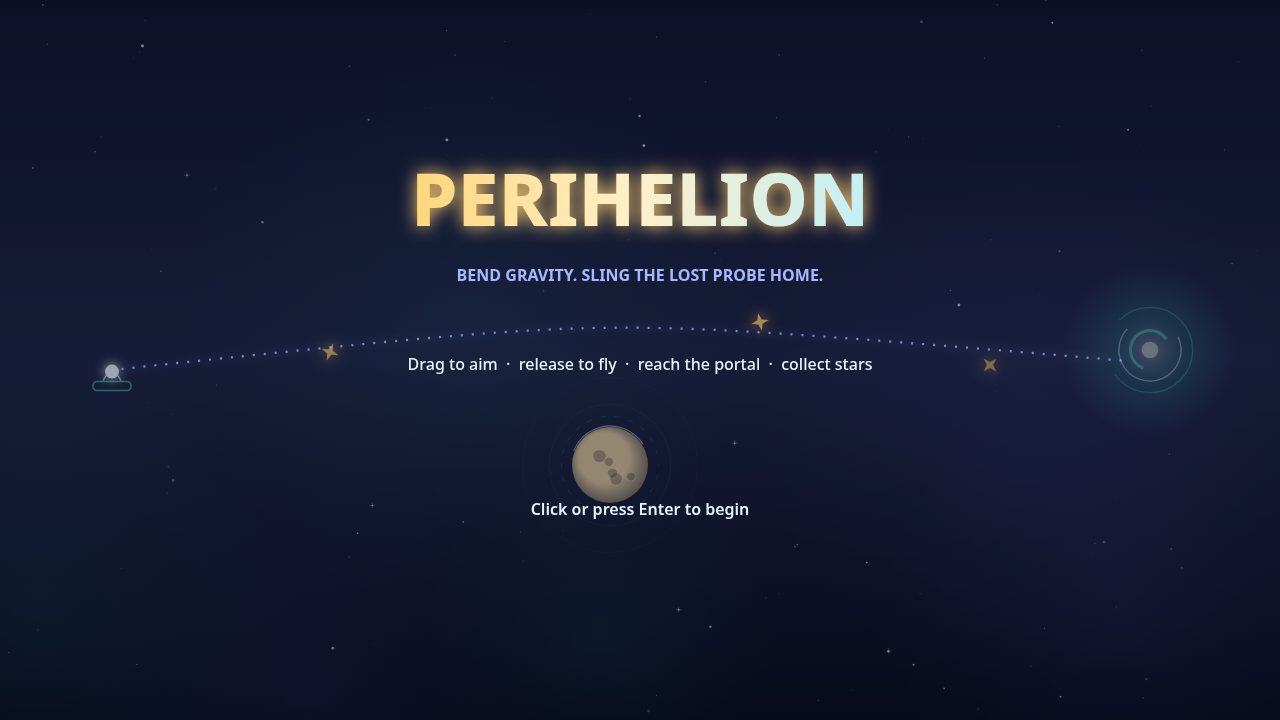 PERIHELION
BEND GRAVITY. SLING THE LOST PROBE HOME.
Drag to aim · release to fly · reach the portal · collect stars
Click or press Enter to begin